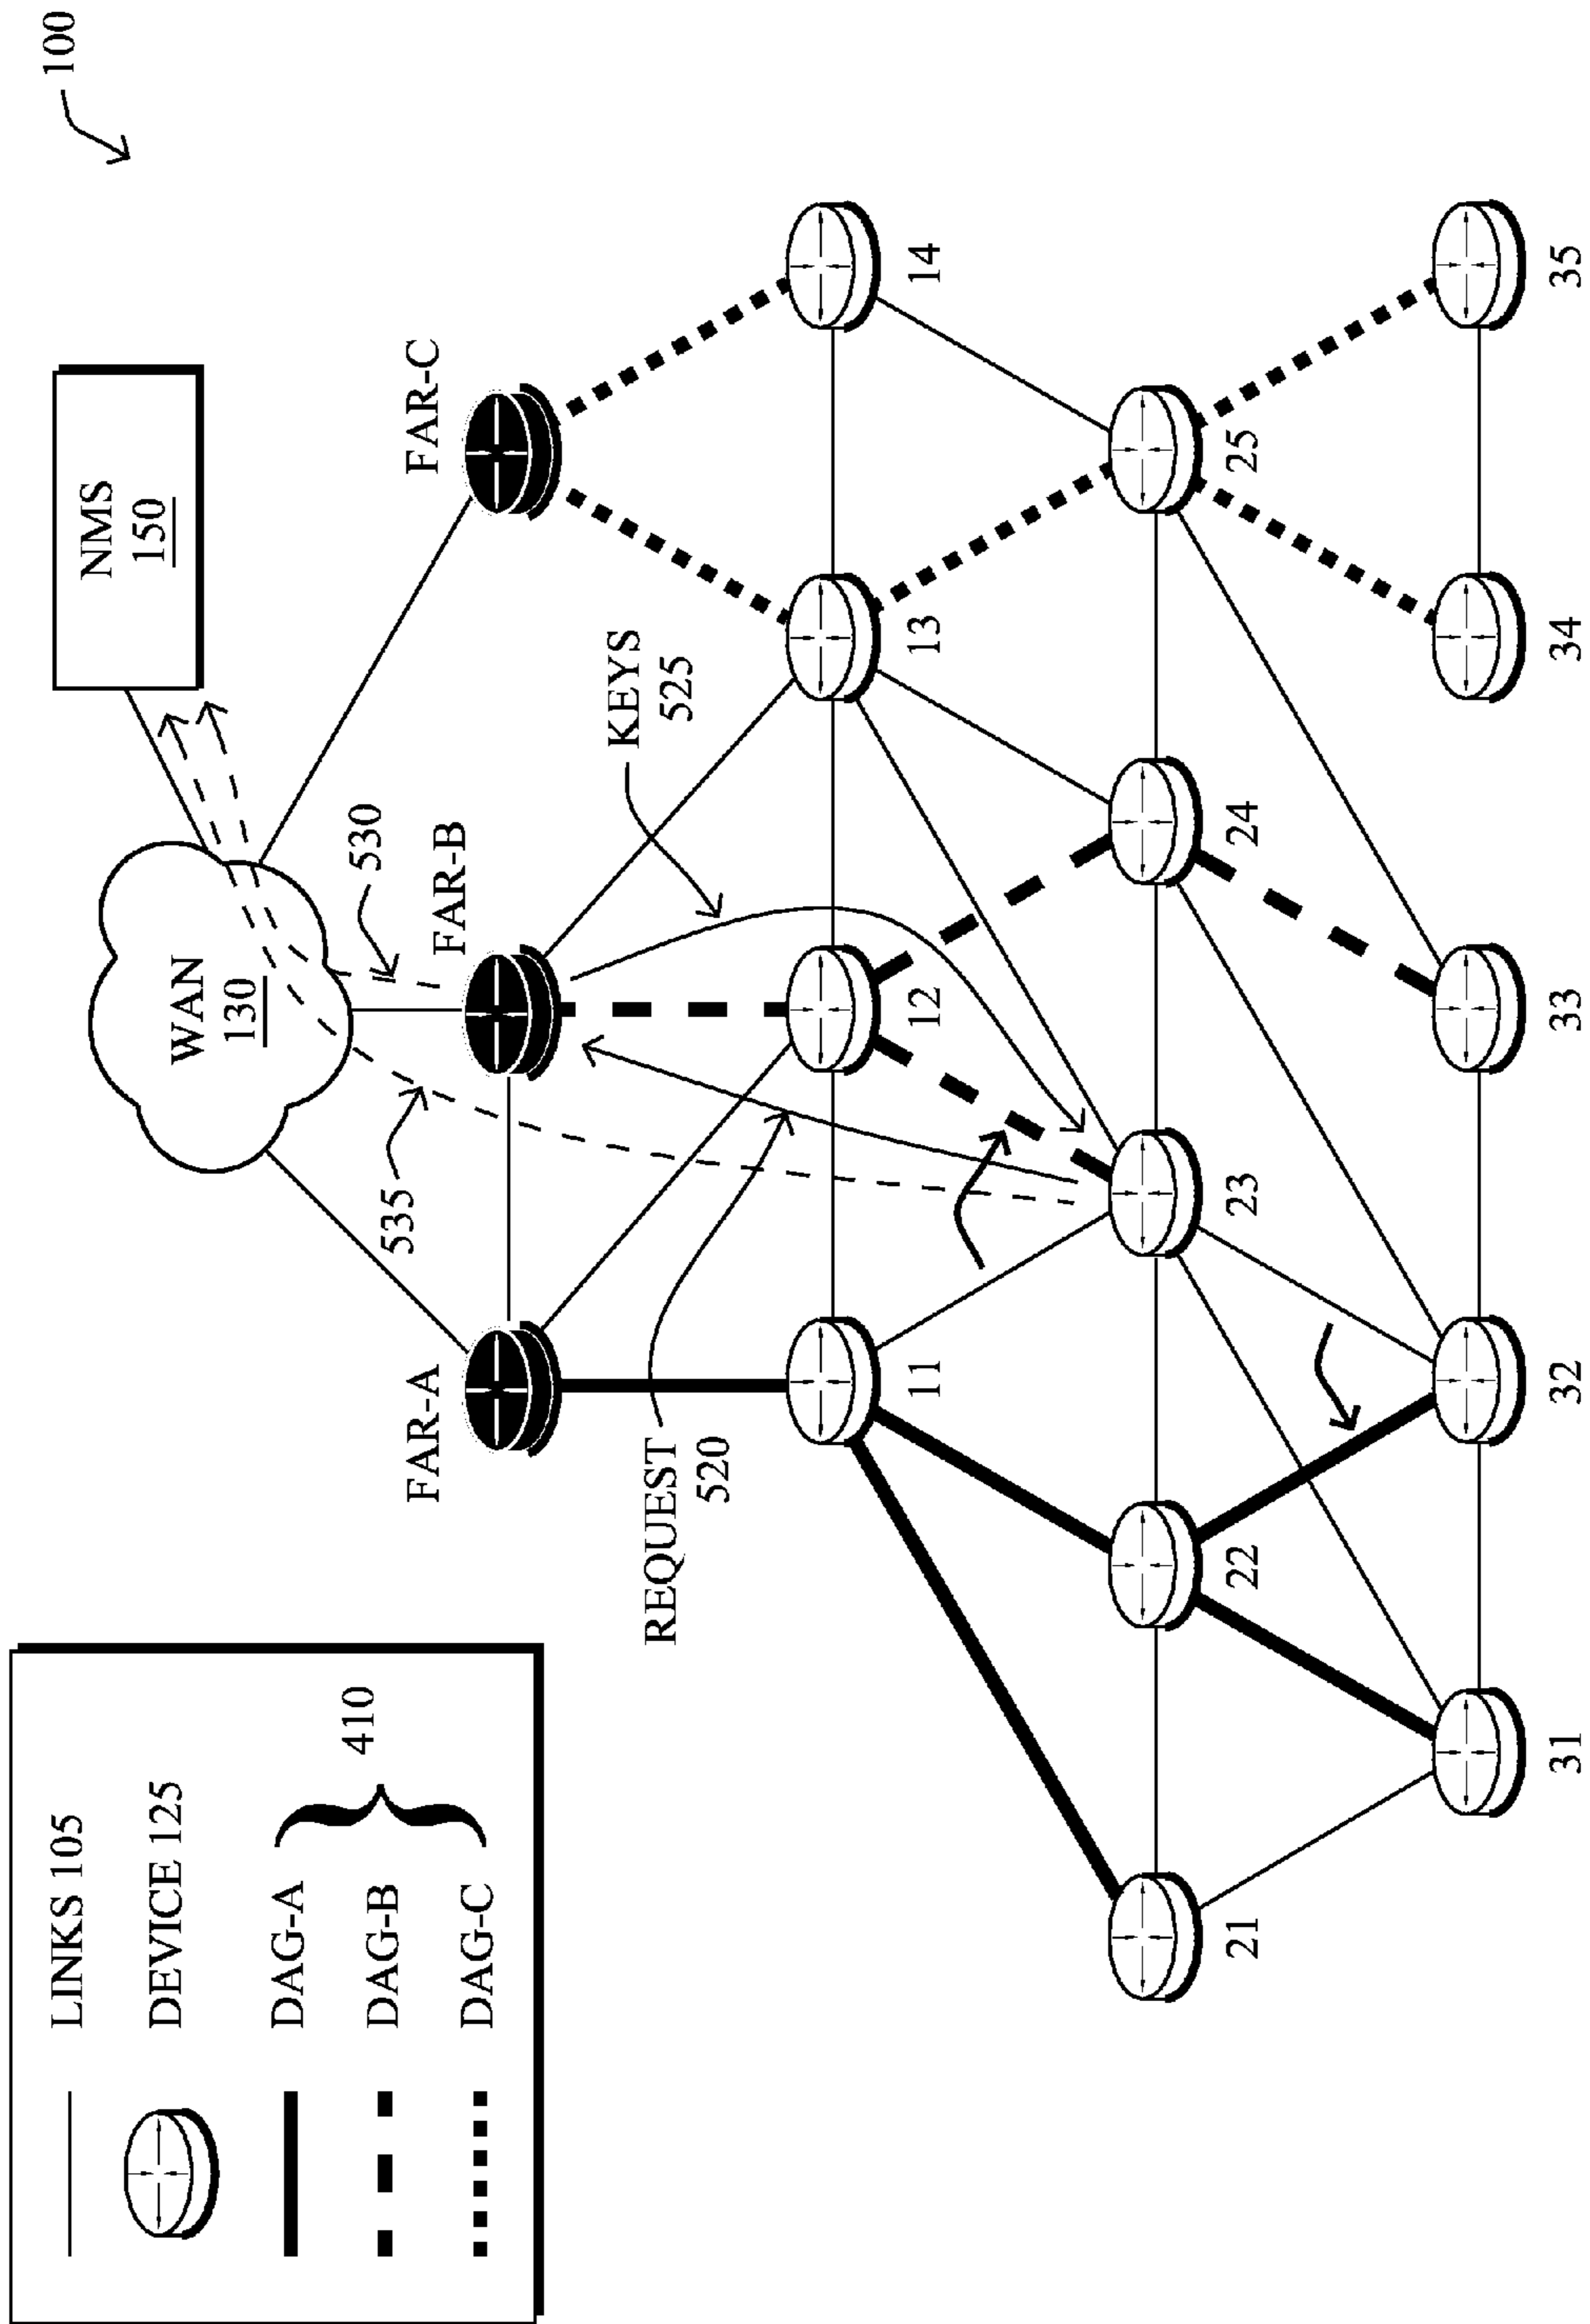 100
LINKS 105
DEVICE 125
DAG-A
DAG-B
DAG-C
410
NMS
150
WAN
130
535
530
FAR-A
FAR-B
FAR-C
REQUEST
520
KEYS
525
11
12
13
14
21
22
23
24
25
31
32
33
34
35